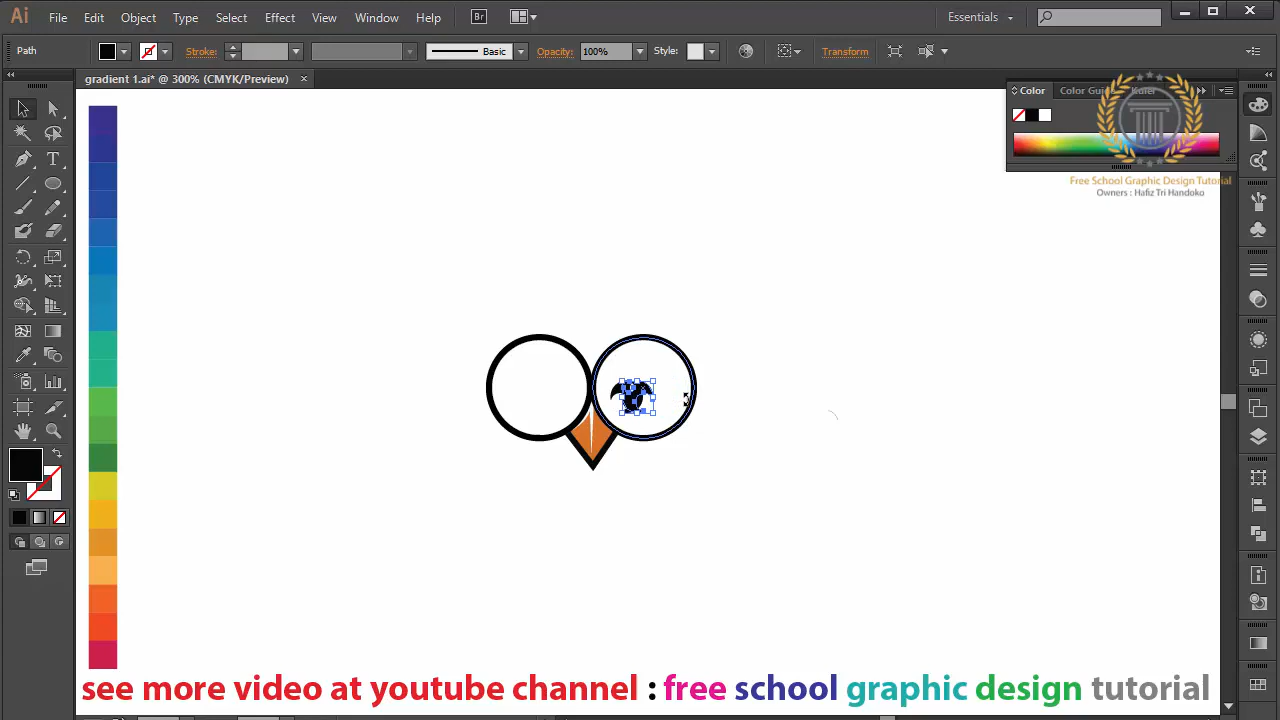 Ai File Edit Object Type Select Effect View Window Help Br Essentials
Path Stroke: Basic Opacity: 100% Style: Transform
gradient 1.ai* @ 300% (CMYK/Preview) ×
Color Color Guide Kuler
Free School Graphic Design Tutorial
Owners : Hafiz Tri Handoko
see more video at youtube channel : free school graphic design tutorial